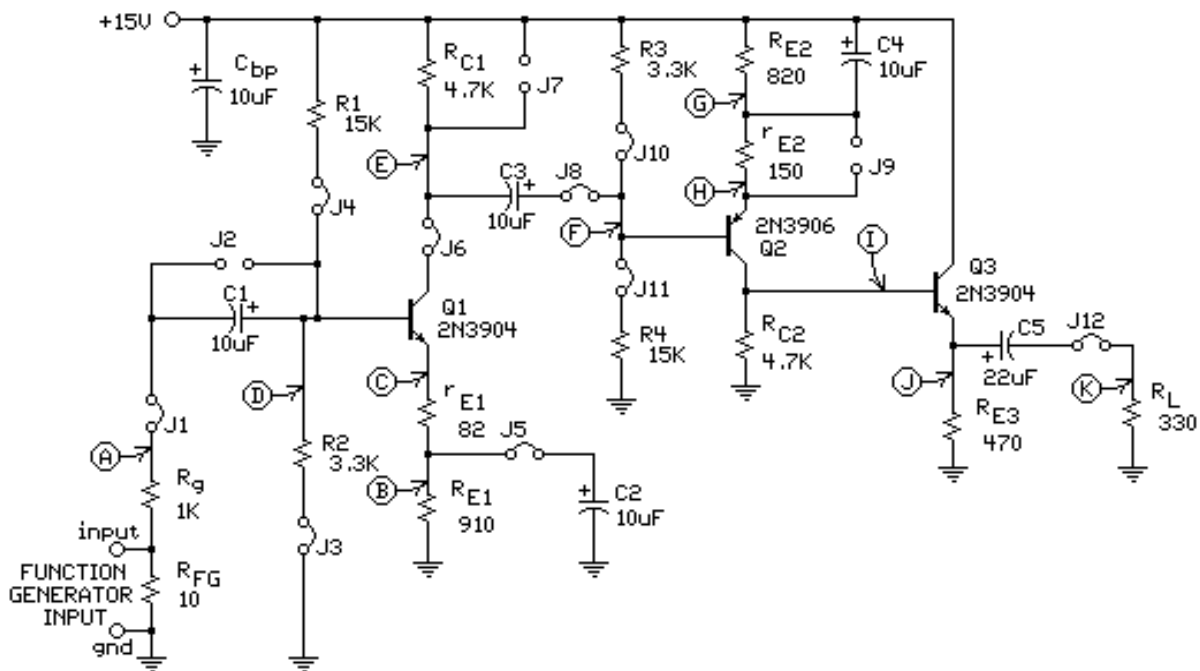 +15V
C bp
10uF
R1
15K
J4
J2
C1
+
10uF
J1
A
R g
1K
input
FUNCTION
GENERATOR
INPUT
R FG
10
gnd
D
R2
3.3K
J3
R C1
4.7K
J7
E
J6
Q1
2N3904
C
r E1
82
J5
B
R E1
910
+
C2
10uF
C3
+
10uF
J8
R3
3.3K
J10
F
J11
R4
15K
R E2
820
+
C4
10uF
G
r E2
150
J9
H
2N3906
Q2
I
R C2
4.7K
Q3
2N3904
C5
+
22uF
J12
J
R E3
470
K
R L
330
+